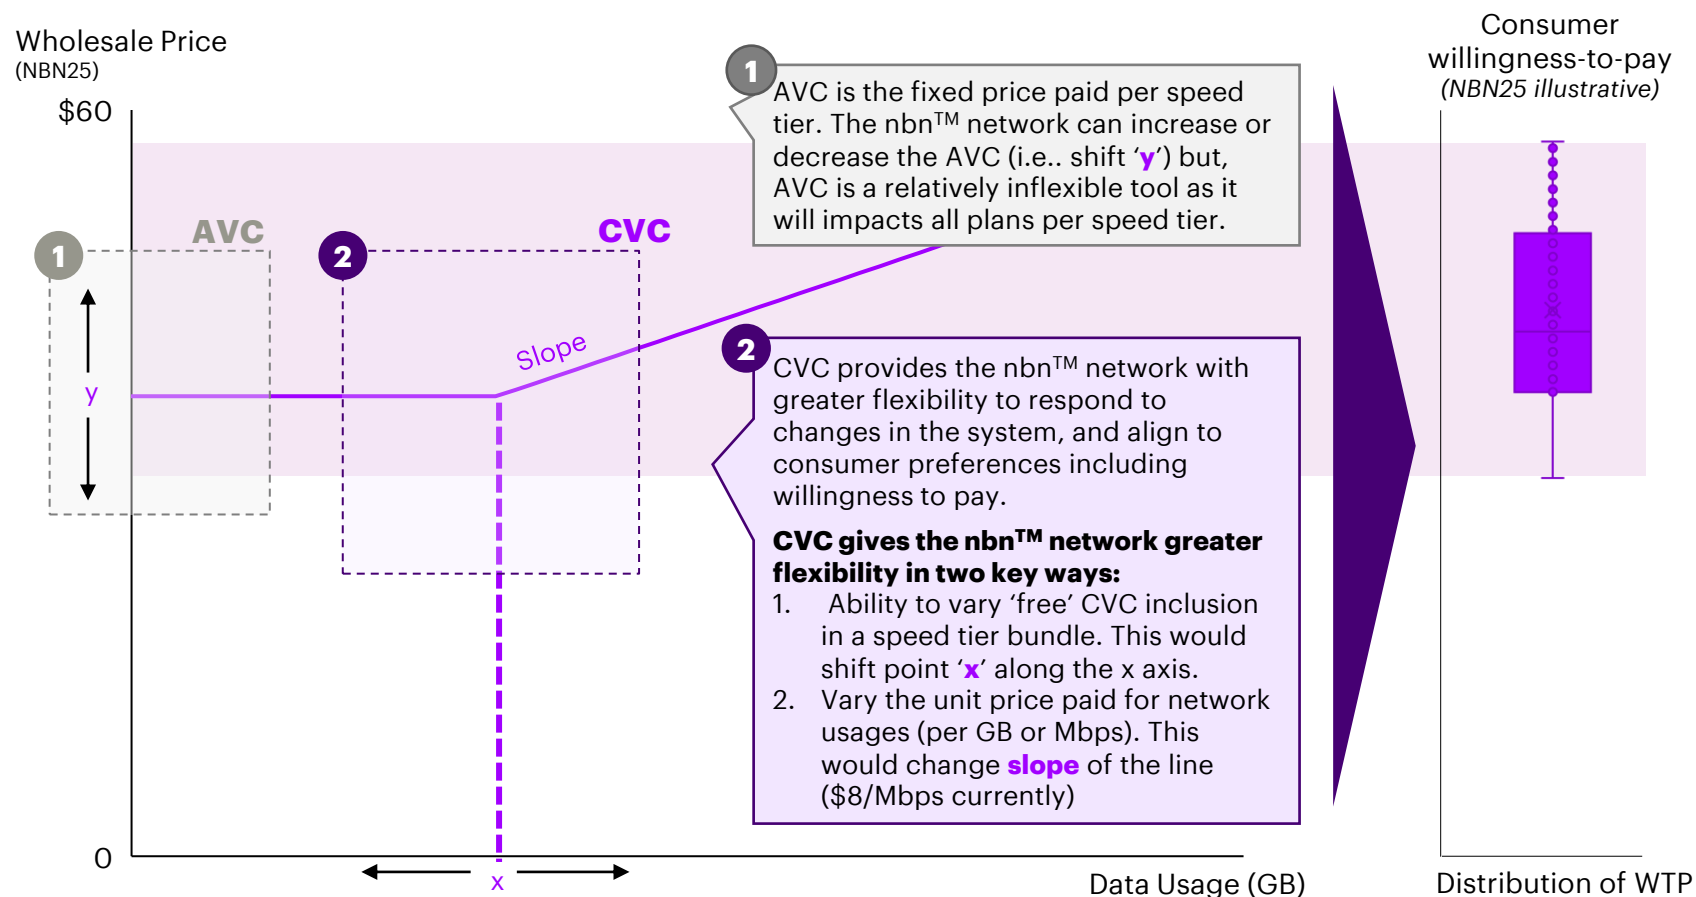 Wholesale Price
(NBN25)
$60
0
1
AVC
y
2
CVC
Slope
x
Data Usage (GB)
1
AVC is the fixed price paid per speed
tier. The nbn™ network can increase or
decrease the AVC (i.e.. shift ‘y’) but,
AVC is a relatively inflexible tool as it
will impacts all plans per speed tier.
2
CVC provides the nbn™ network with
greater flexibility to respond to
changes in the system, and align to
consumer preferences including
willingness to pay.
CVC gives the nbn™ network greater
flexibility in two key ways:
1. Ability to vary ‘free’ CVC inclusion
in a speed tier bundle. This would
shift point ‘x’ along the x axis.
2. Vary the unit price paid for network
usages (per GB or Mbps). This
would change slope of the line
($8/Mbps currently)
Consumer
willingness-to-pay
(NBN25 illustrative)
Distribution of WTP